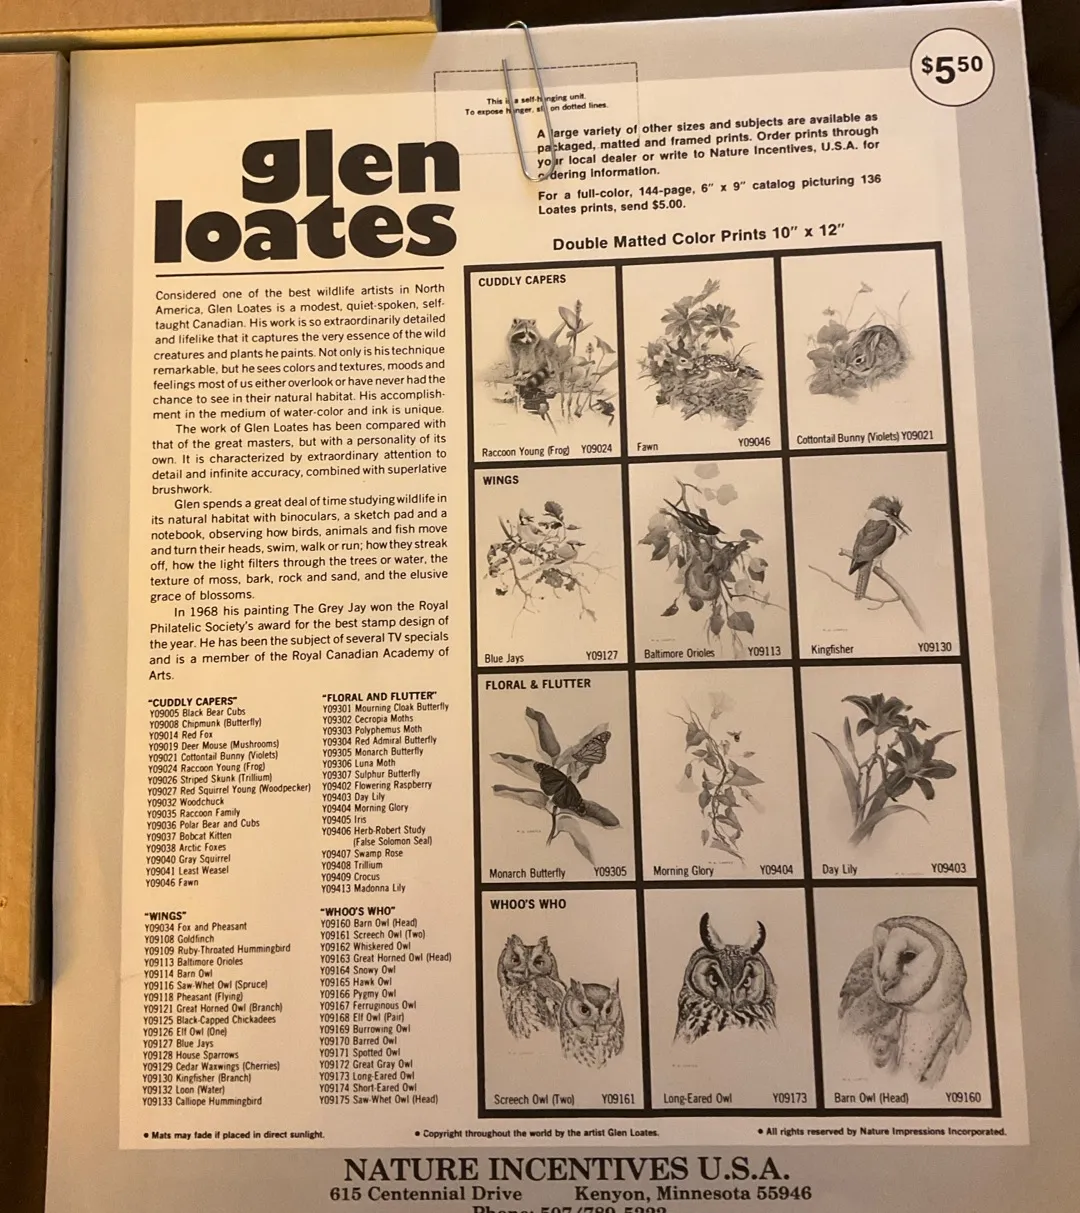 $5.50
This is a self-hanging unit.
To expose hanger, slit on dotted lines.
A large variety of other sizes and subjects are available as
packaged, matted and framed prints. Order prints through
your local dealer or write to Nature Incentives, U.S.A. for
ordering information.
For a full-color, 144-page, 6" x 9" catalog picturing 136
Loates prints, send $5.00.
glen
loates
Considered one of the best wildlife artists in North
America, Glen Loates is a modest, quiet-spoken, self-
taught Canadian. His work is so extraordinarily detailed
and lifelike that it captures the very essence of the wild
creatures and plants he paints. Not only is his technique
remarkable, but he sees colors and textures, moods and
feelings most of us either overlook or have never had the
chance to see in their natural habitat. His accomplish-
ment in the medium of water-color and ink is unique.
The work of Glen Loates has been compared with
that of the great masters, but with a personality of its
own. It is characterized by extraordinary attention to
detail and infinite accuracy, combined with superlative
brushwork.
Glen spends a great deal of time studying wildlife in
its natural habitat with binoculars, a sketch pad and a
notebook, observing how birds, animals and fish move
and turn their heads, swim, walk or run; how they streak
off, how the light filters through the trees or water, the
texture of moss, bark, rock and sand, and the elusive
grace of blossoms.
In 1968 his painting The Grey Jay won the Royal
Philatelic Society's award for the best stamp design of
the year. He has been the subject of several TV specials
and is a member of the Royal Canadian Academy of
Arts.
"CUDDLY CAPERS"
Y09005 Black Bear Cubs
Y09008 Chipmunk (Butterfly)
Y09014 Red Fox
Y09019 Deer Mouse (Mushrooms)
Y09021 Cottontail Bunny (Violets)
Y09024 Raccoon Young (Frog)
Y09026 Striped Skunk (Trillium)
Y09027 Red Squirrel Young (Woodpecker)
Y09032 Woodchuck
Y09035 Raccoon Family
Y09036 Polar Bear and Cubs
Y09037 Bobcat Kitten
Y09038 Arctic Foxes
Y09040 Gray Squirrel
Y09041 Least Weasel
Y09046 Fawn
"WINGS"
Y09034 Fox and Pheasant
Y09108 Goldfinch
Y09109 Ruby-Throated Hummingbird
Y09113 Baltimore Orioles
Y09114 Barn Owl
Y09116 Saw-Whet Owl (Spruce)
Y09118 Pheasant (Flying)
Y09121 Great Horned Owl (Branch)
Y09125 Black-Capped Chickadees
Y09126 Elf Owl (One)
Y09127 Blue Jays
Y09128 House Sparrows
Y09129 Cedar Waxwings (Cherries)
Y09130 Kingfisher (Branch)
Y09132 Loon (Water)
Y09133 Calliope Hummingbird
"FLORAL AND FLUTTER"
Y09301 Mourning Cloak Butterfly
Y09302 Cecropia Moths
Y09303 Polyphemus Moth
Y09304 Red Admiral Butterfly
Y09305 Monarch Butterfly
Y09306 Luna Moth
Y09307 Sulphur Butterfly
Y09402 Flowering Raspberry
Y09403 Day Lily
Y09404 Morning Glory
Y09405 Iris
Y09406 Herb-Robert Study
(False Solomon Seal)
Y09407 Swamp Rose
Y09408 Trillium
Y09409 Crocus
Y09413 Madonna Lily
"WHOO'S WHO"
Y09160 Barn Owl (Head)
Y09161 Screech Owl (Two)
Y09162 Whiskered Owl
Y09163 Great Horned Owl (Head)
Y09164 Snowy Owl
Y09165 Hawk Owl
Y09166 Pygmy Owl
Y09167 Ferruginous Owl
Y09168 Elf Owl (Pair)
Y09169 Burrowing Owl
Y09170 Barred Owl
Y09171 Spotted Owl
Y09172 Great Gray Owl
Y09173 Long-Eared Owl
Y09174 Short-Eared Owl
Y09175 Saw-Whet Owl (Head)
Double Matted Color Prints 10" x 12"
CUDDLY CAPERS
Raccoon Young (Frog) Y09024
Fawn Y09046
Cottontail Bunny (Violets) Y09021
WINGS
Blue Jays Y09127
Baltimore Orioles Y09113
Kingfisher Y09130
FLORAL & FLUTTER
Monarch Butterfly Y09305
Morning Glory Y09404
Day Lily Y09403
WHOO'S WHO
Screech Owl (Two) Y09161
Long-Eared Owl Y09173
Barn Owl (Head) Y09160
• Mats may fade if placed in direct sunlight.
• Copyright throughout the world by the artist Glen Loates.
• All rights reserved by Nature Impressions Incorporated.
NATURE INCENTIVES U.S.A.
615 Centennial Drive Kenyon, Minnesota 55946
Phone: 507/789-5222